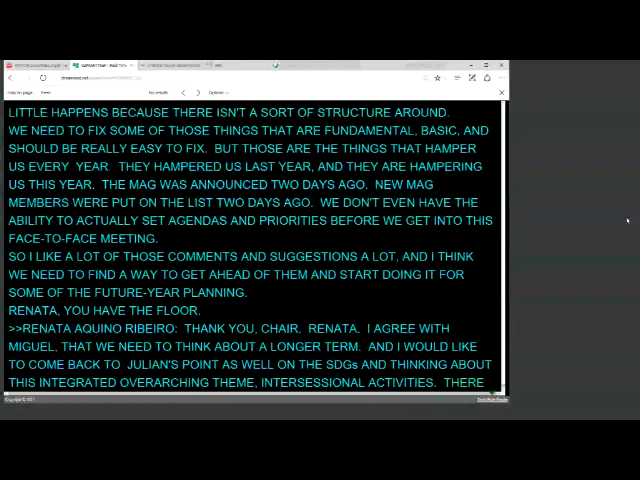 streamtext.net
Find on page
No results
Options
LITTLE HAPPENS BECAUSE THERE ISN'T A SORT OF STRUCTURE AROUND.
WE NEED TO FIX SOME OF THOSE THINGS THAT ARE FUNDAMENTAL, BASIC, AND
SHOULD BE REALLY EASY TO FIX.  BUT THOSE ARE THE THINGS THAT HAMPER
US EVERY  YEAR.  THEY HAMPERED US LAST YEAR, AND THEY ARE HAMPERING
US THIS YEAR.  THE MAG WAS ANNOUNCED TWO DAYS AGO.  NEW MAG
MEMBERS WERE PUT ON THE LIST TWO DAYS AGO.  WE DON'T EVEN HAVE THE
ABILITY TO ACTUALLY SET AGENDAS AND PRIORITIES BEFORE WE GET INTO THIS
FACE-TO-FACE MEETING.
SO I LIKE A LOT OF THOSE COMMENTS AND SUGGESTIONS A LOT, AND I THINK
WE NEED TO FIND A WAY TO GET AHEAD OF THEM AND START DOING IT FOR
SOME OF THE FUTURE-YEAR PLANNING.
RENATA, YOU HAVE THE FLOOR.
>>RENATA AQUINO RIBEIRO:  THANK YOU, CHAIR.  RENATA.  I AGREE WITH
MIGUEL, THAT WE NEED TO THINK ABOUT A LONGER TERM.  AND I WOULD LIKE
TO COME BACK TO  JULIAN'S POINT AS WELL ON THE SDGs AND THINKING ABOUT
THIS INTEGRATED OVERARCHING THEME, INTERSESSIONAL ACTIVITIES.  THERE